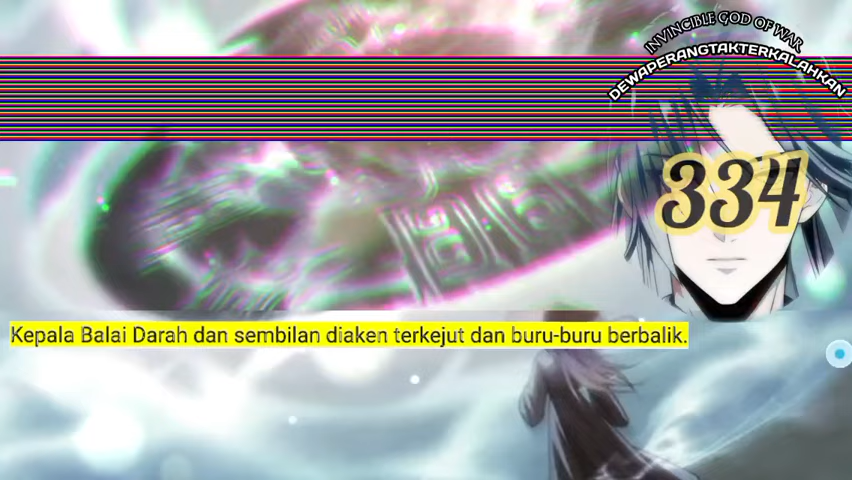 INVINCIBLE GOD OF WAR
DEWAPERANGTAKTERKALAHKAN
334
Kepala Balai Darah dan sembilan diaken terkejut dan buru-buru berbalik.